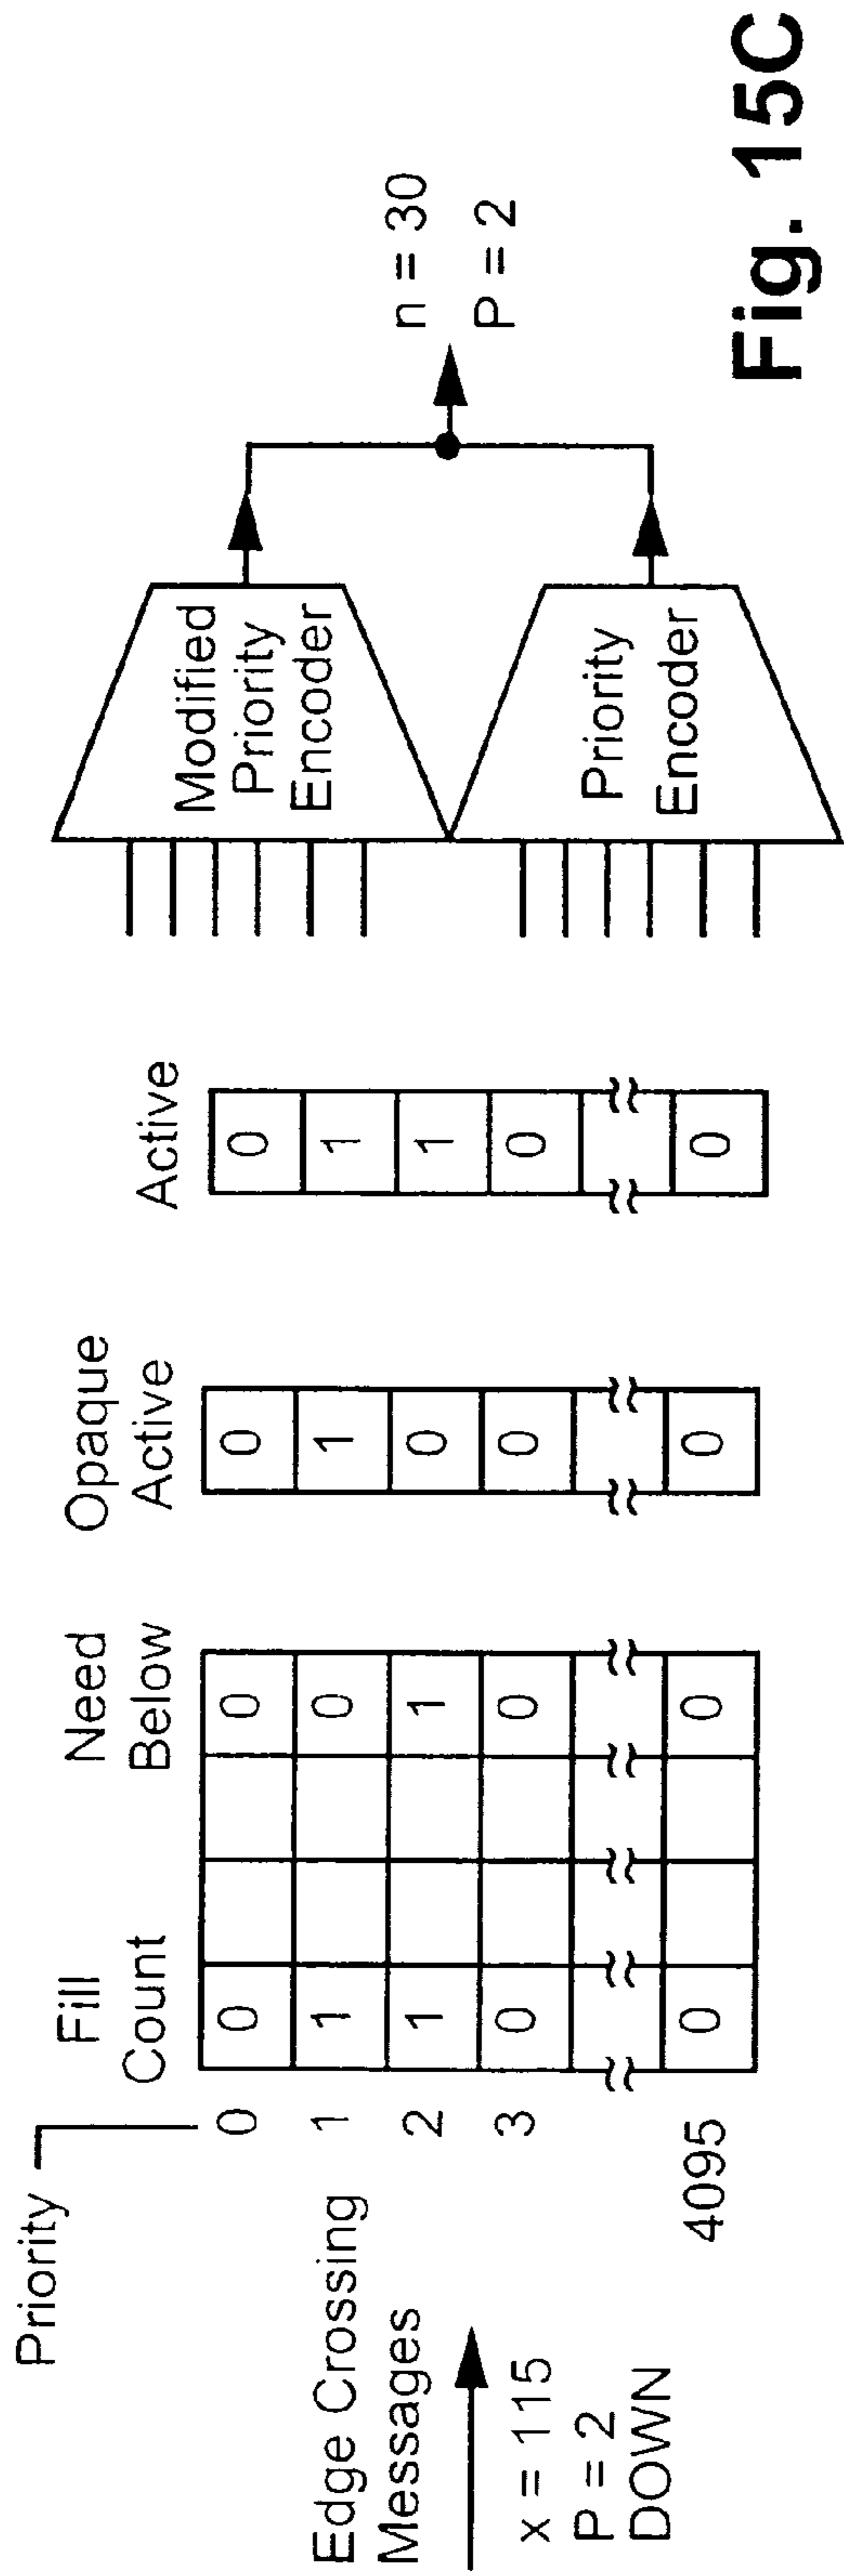 Priority
Fill
Count
Need
Below
Opaque
Active
Active
0
1
2
3
4095
0
1
1
0
0
0
0
1
0
0
0
1
0
0
0
0
1
1
0
0
Edge Crossing
Messages
x = 115
P = 2
DOWN
Modified
Priority
Encoder
Priority
Encoder
n = 30
P = 2
Fig. 15C